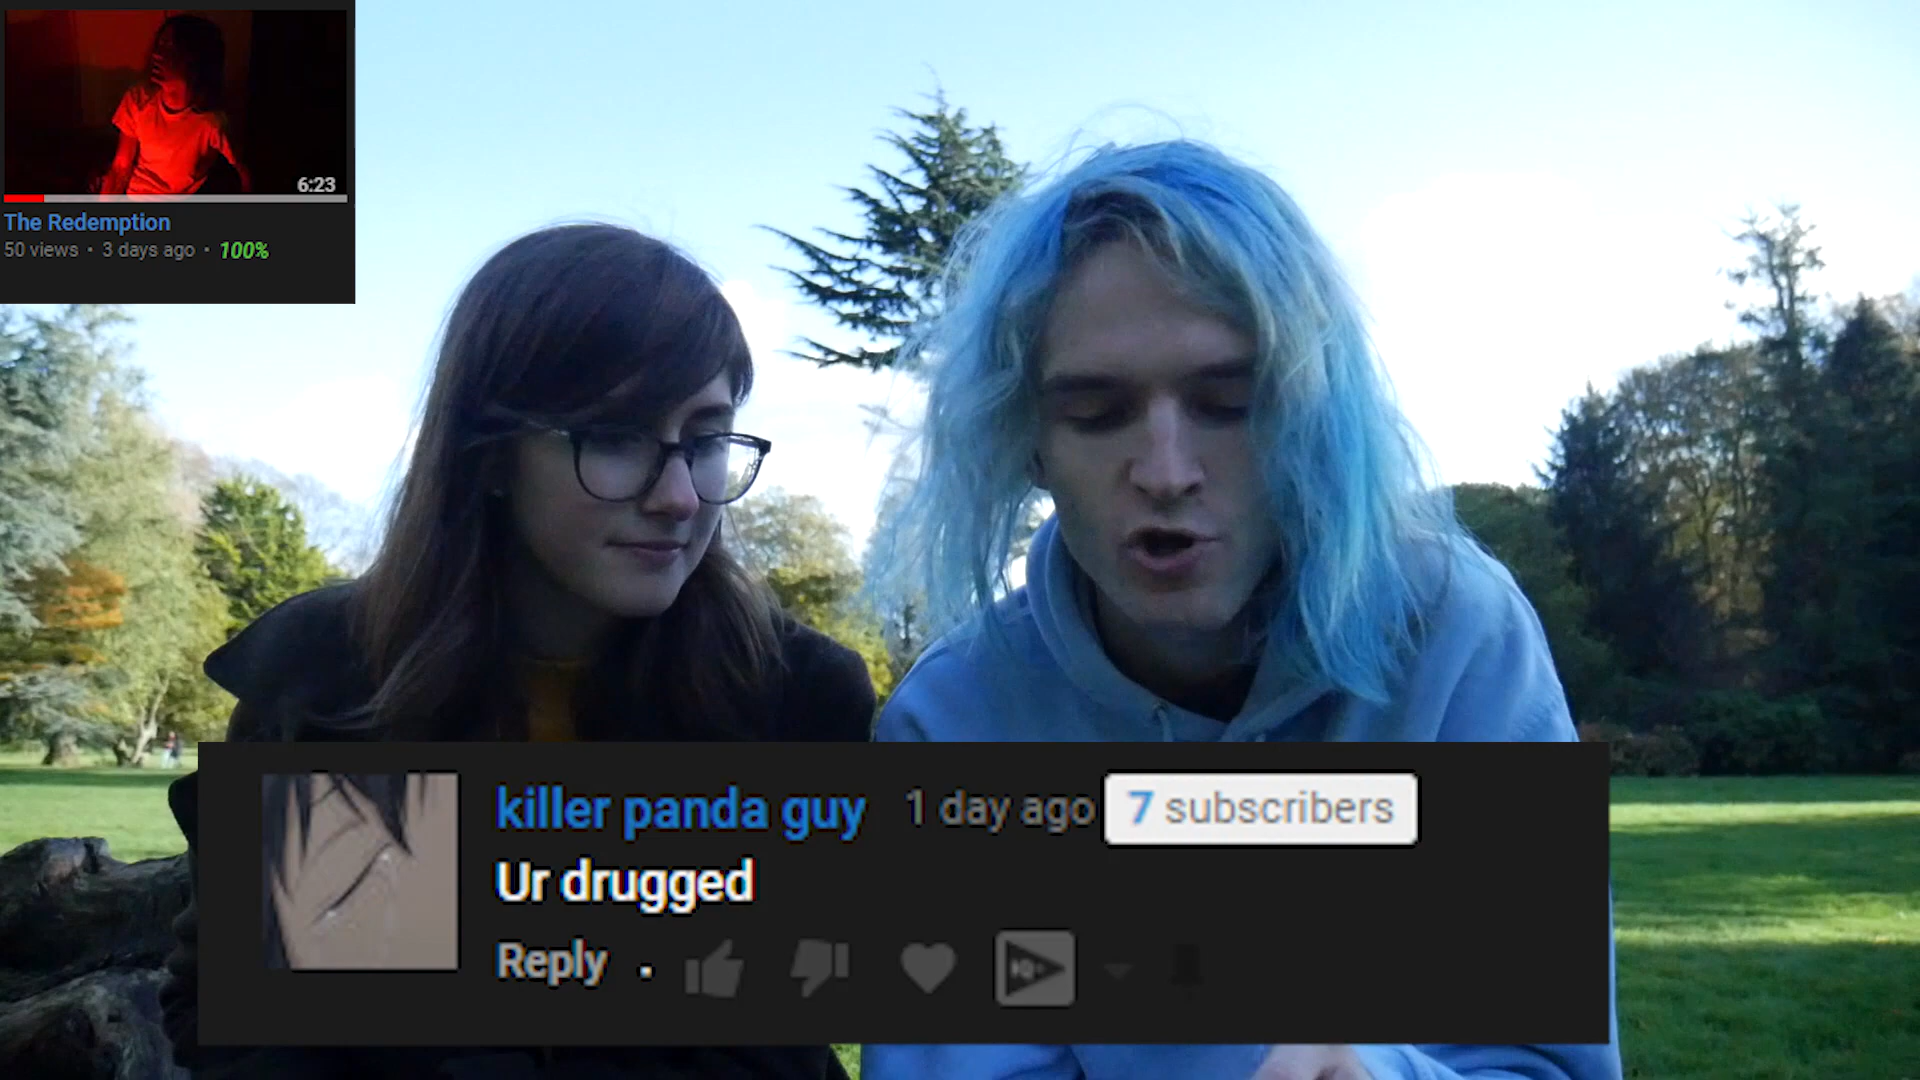 6:23
The Redemption
50 views • 3 days ago • 100%
killer panda guy 1 day ago 7 subscribers
Ur drugged
Reply .